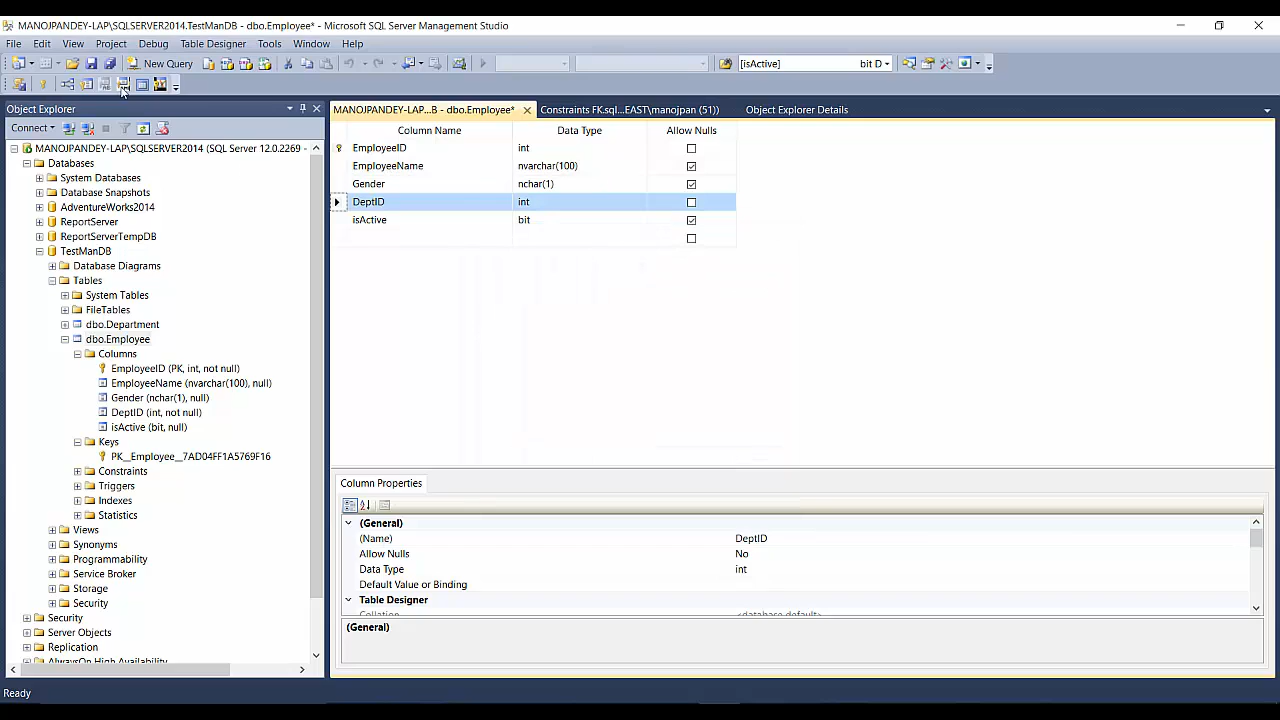 MANOJPANDEY-LAP\SQLSERVER2014.TestManDB - dbo.Employee* - Microsoft SQL Server Management Studio
File Edit View Project Debug Table Designer Tools Window Help
New Query [isActive] bit D
Object Explorer
MANOJPANDEY-LAP...B - dbo.Employee* Constraints FK.sql...EAST\manojpan (51)) Object Explorer Details
Connect
Column Name Data Type Allow Nulls
MANOJPANDEY-LAP\SQLSERVER2014 (SQL Server 12.0.2269 -
Databases
System Databases
Database Snapshots
AdventureWorks2014
ReportServer
ReportServerTempDB
TestManDB
Database Diagrams
Tables
System Tables
FileTables
dbo.Department
dbo.Employee
Columns
EmployeeID (PK, int, not null)
EmployeeName (nvarchar(100), null)
Gender (nchar(1), null)
DeptID (int, not null)
isActive (bit, null)
Keys
PK__Employee__7AD04FF1A5769F16
Constraints
Triggers
Indexes
Statistics
Views
Synonyms
Programmability
Service Broker
Storage
Security
Security
Server Objects
Replication
AlwaysOn High Availability
EmployeeID int
EmployeeName nvarchar(100)
Gender nchar(1)
DeptID int
isActive bit
Column Properties
(General)
(Name) DeptID
Allow Nulls No
Data Type int
Default Value or Binding
Table Designer
Collation <database default>
(General)
Ready